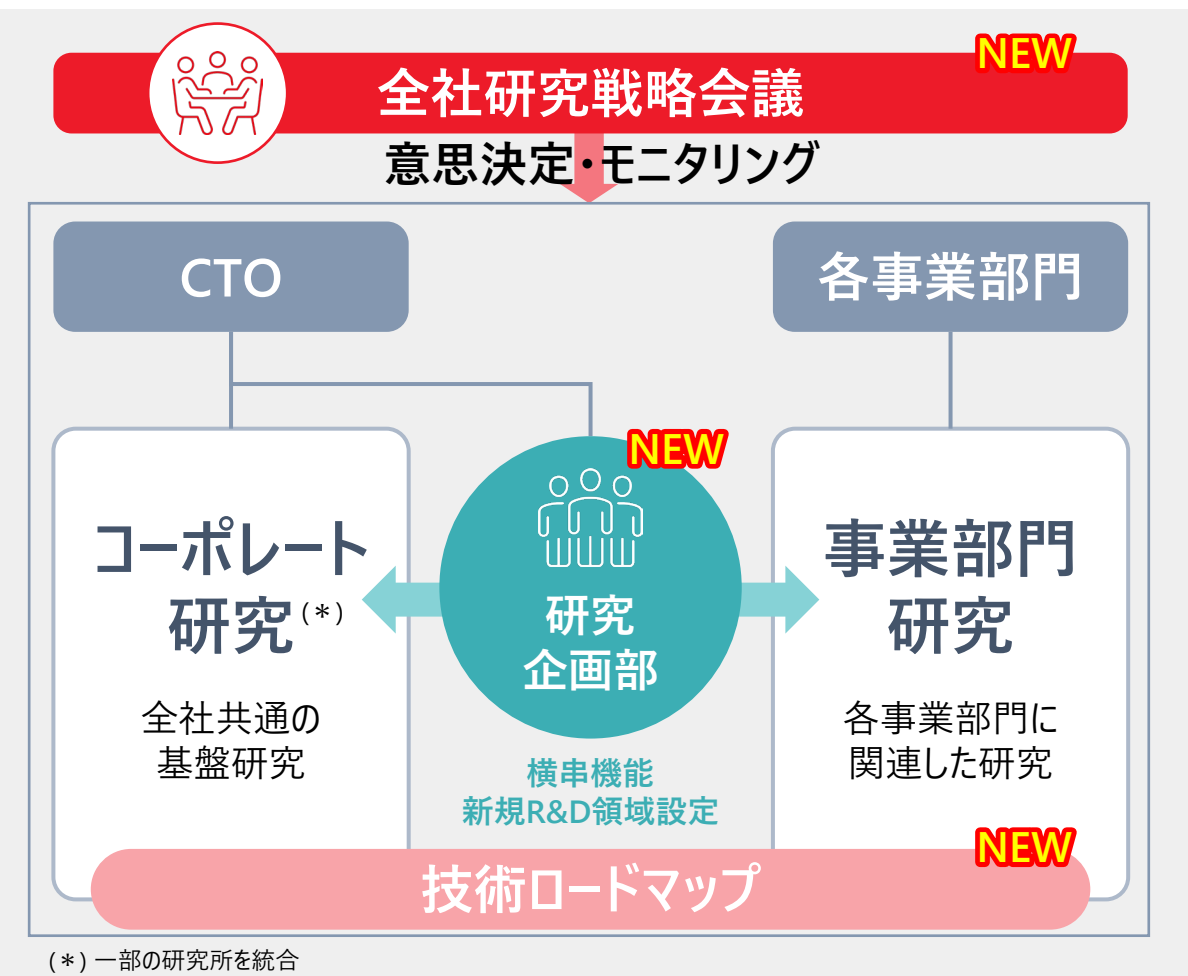 NEW
全社研究戦略会議
意思決定・モニタリング
CTO
各事業部門
NEW
コーポレート
研究(*)
全社共通の
基盤研究
研究
企画部
横串機能
新規R&D領域設定
事業部門
研究
各事業部門に
関連した研究
NEW
技術ロードマップ
(*) 一部の研究所を統合